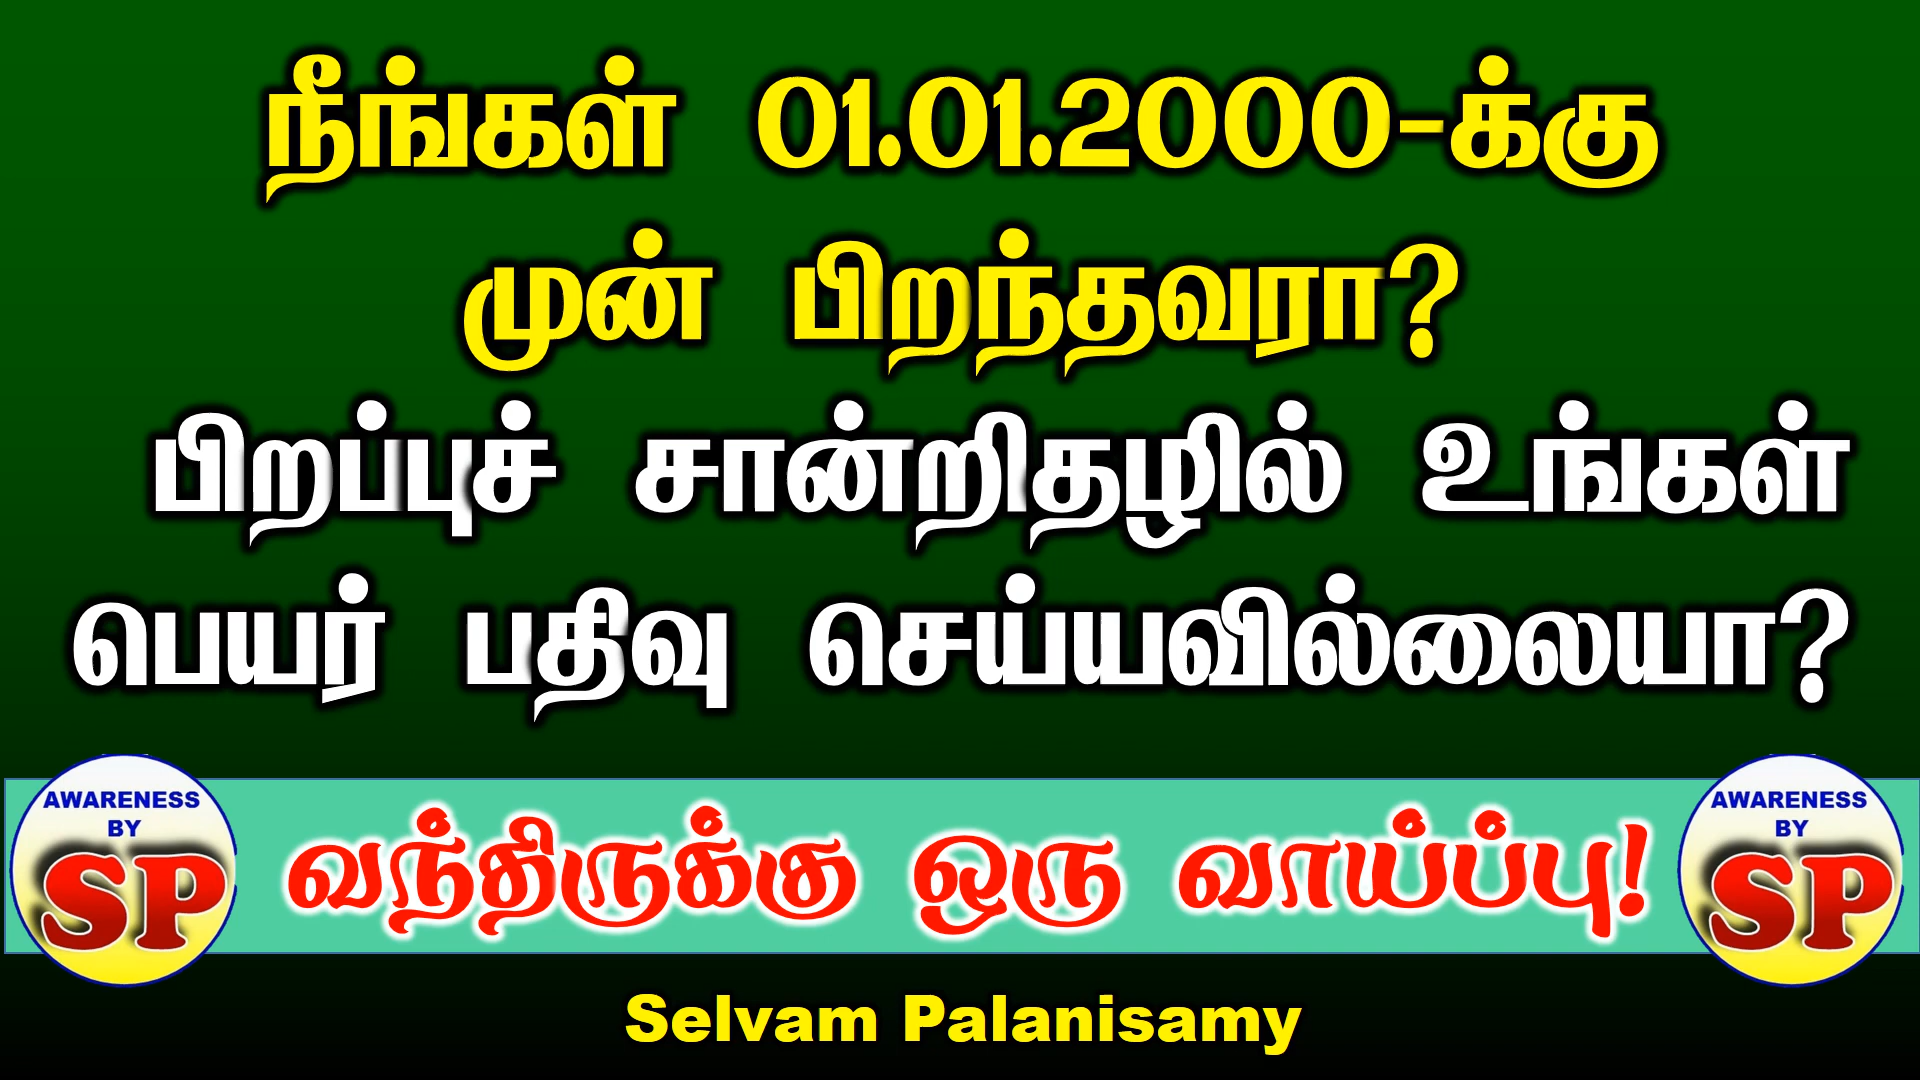 நீங்கள் 01.01.2000-க்கு
முன் பிறந்தவரா?
பிறப்புச் சான்றிதழில் உங்கள்
பெயர் பதிவு செய்யவில்லையா?
AWARENESS
BY
SP
வந்திருக்கு ஒரு வாய்ப்பு!
AWARENESS
BY
SP
Selvam Palanisamy